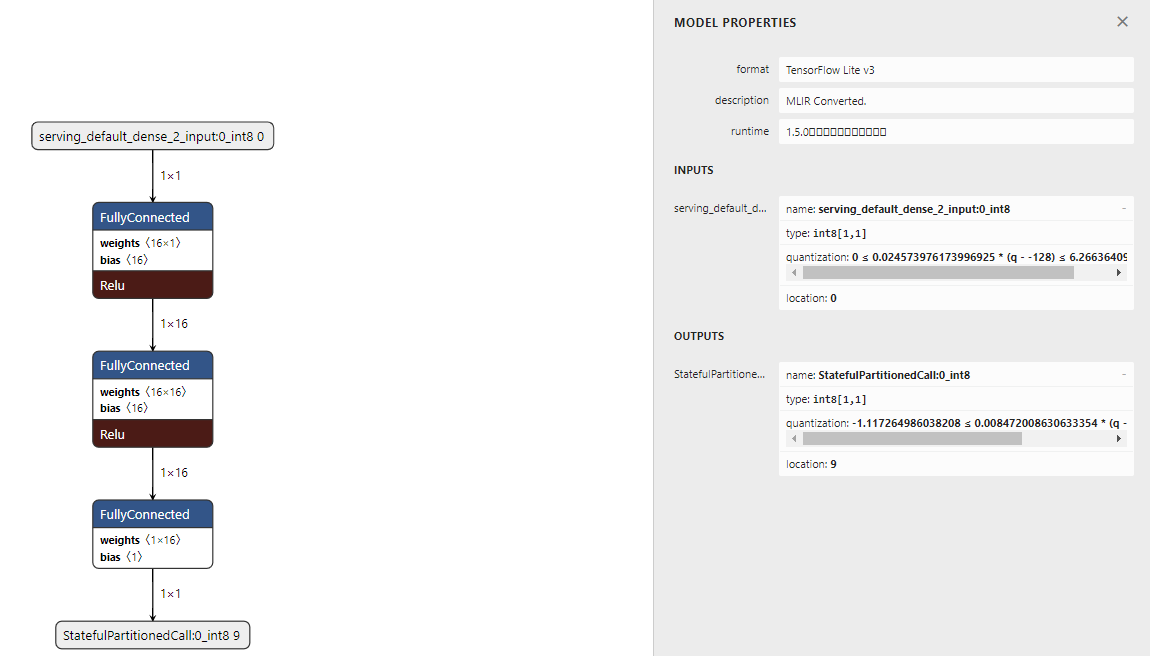 serving_default_dense_2_input:0_int8 0
1×1
FullyConnected
weights 〈16×1〉
bias 〈16〉
Relu
1×16
FullyConnected
weights 〈16×16〉
bias 〈16〉
Relu
1×16
FullyConnected
weights 〈1×16〉
bias 〈1〉
1×1
StatefulPartitionedCall:0_int8 9
MODEL PROPERTIES
format TensorFlow Lite v3
description MLIR Converted.
runtime 1.5.0
INPUTS
serving_default_d... name: serving_default_dense_2_input:0_int8 -
type: int8[1,1]
quantization: 0 ≤ 0.024573976173996925 * (q - -128) ≤ 6.26636409
location: 0
OUTPUTS
StatefulPartitione... name: StatefulPartitionedCall:0_int8 -
type: int8[1,1]
quantization: -1.117264986038208 ≤ 0.008472008630633354 * (q -
location: 9